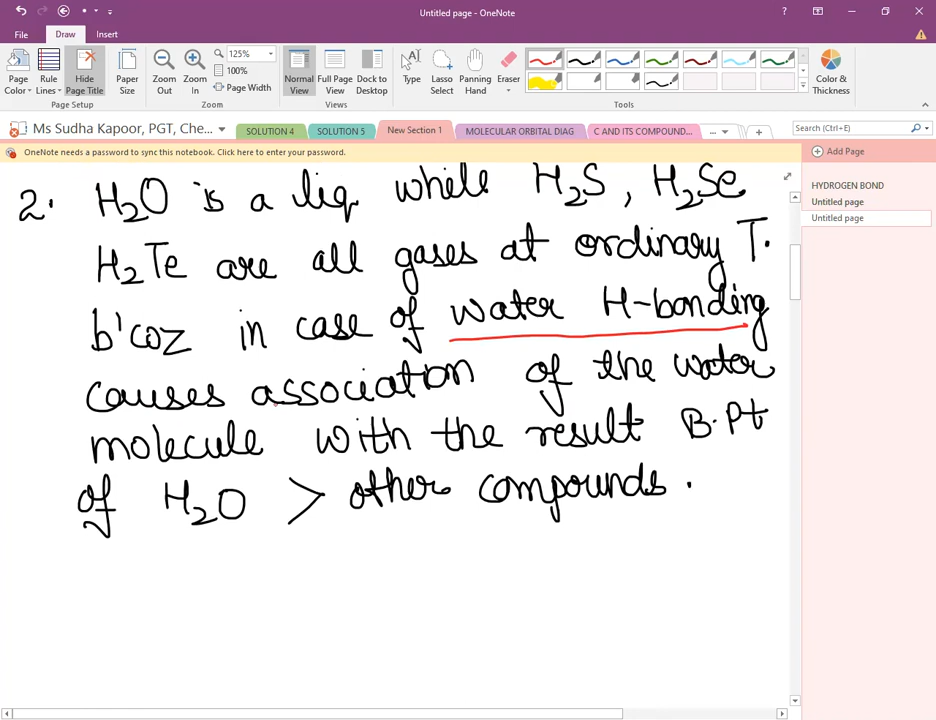 Untitled page - OneNote
File
Draw
Insert
Page Color
Rule Lines
Hide Page Title
Paper Size
Zoom Out
Zoom In
125%
100%
Page Width
Normal View
Full Page View
Dock to Desktop
Type
Lasso Select
Panning Hand
Eraser
Color & Thickness
Page Setup
Zoom
Views
Tools
Ms Sudha Kapoor, PGT, Che...
SOLUTION 4
SOLUTION 5
New Section 1
MOLECULAR ORBITAL DIAG
C AND ITS COMPOUND...
...
Search (Ctrl+E)
OneNote needs a password to sync this notebook. Click here to enter your password.
Add Page
HYDROGEN BOND
Untitled page
Untitled page
2. H2O is a liq while H2S, H2Se
H2Te are all gases at ordinary T.
b'coz in case of water H-bonding
causes association of the water
molecule with the result B.Pt
of H2O > other compounds.